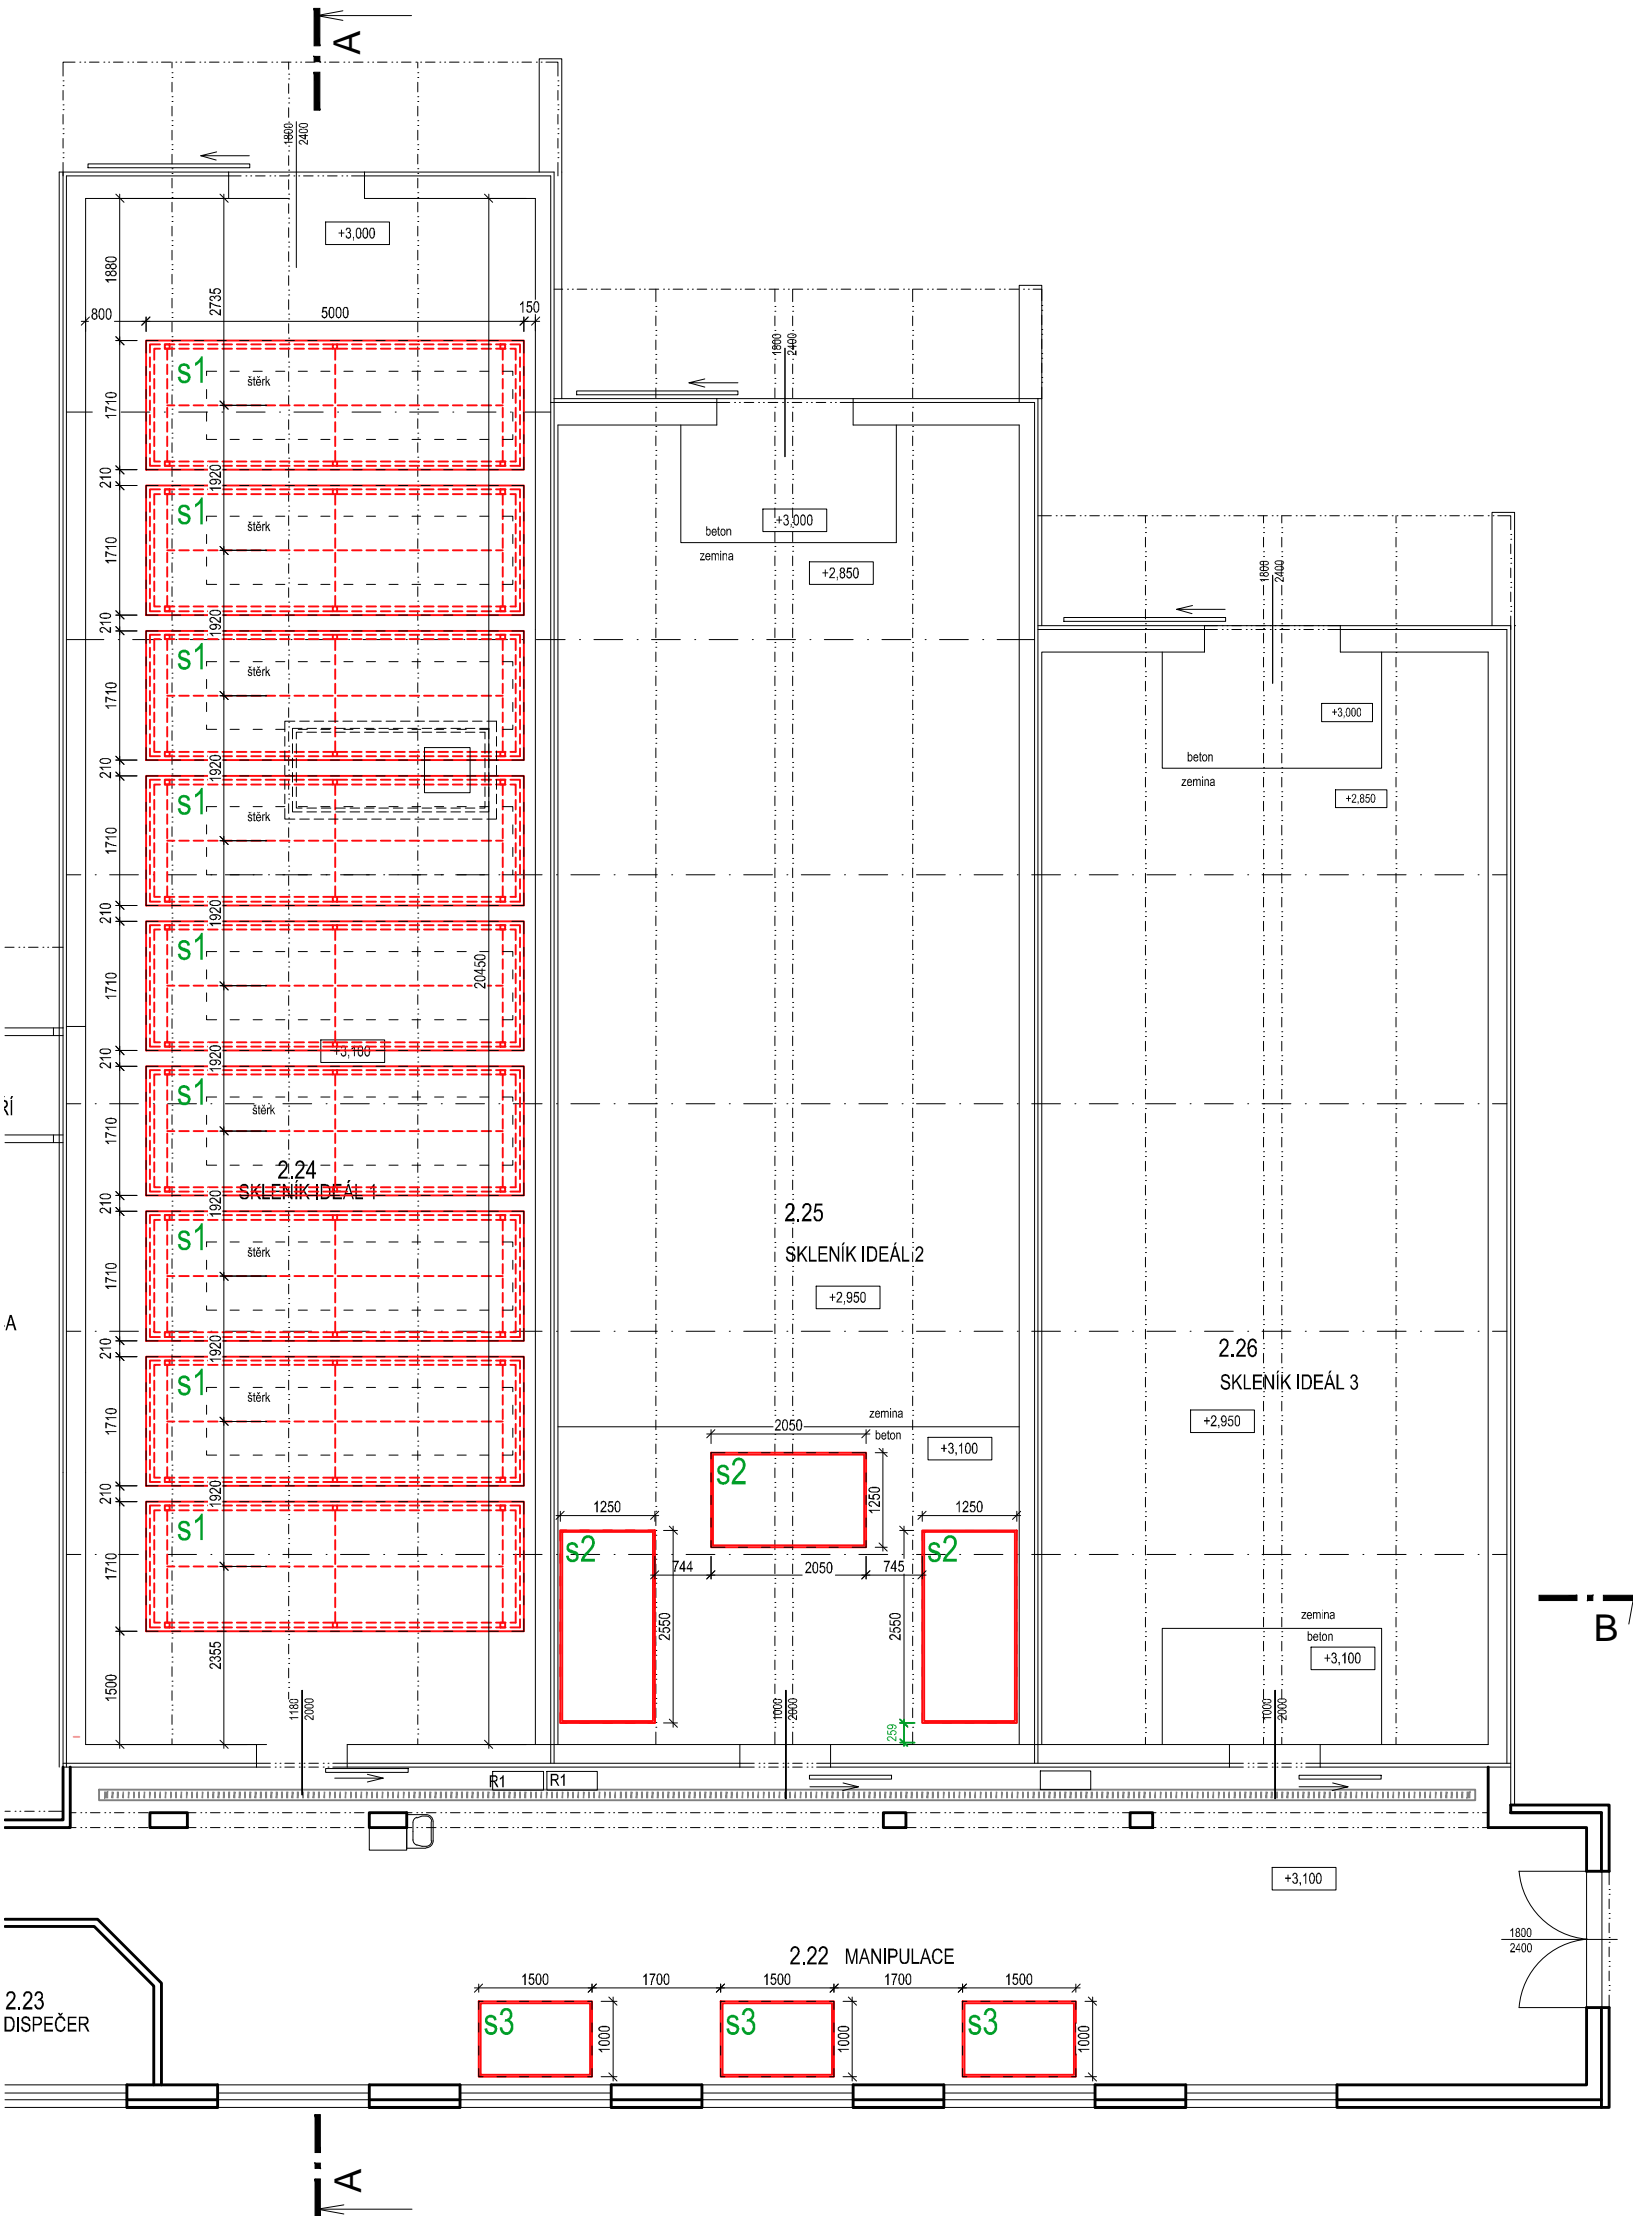 A
1800
2400
+3,000
1880
2735
800
5000
150
s1
štěrk
1710
210
1920
s1
štěrk
1710
210
1920
s1
štěrk
1710
210
1920
s1
štěrk
1710
210
1920
s1
1710
20450
210
1920
+3,100
s1
štěrk
1710
2.24
SKLENÍK IDEÁL 1
210
1920
s1
štěrk
1710
210
1920
s1
štěrk
1710
210
1920
s1
1710
2355
1500
1180
2000
1800
2400
+3,000
beton
zemina
+2,850
2.25
SKLENÍK IDEÁL 2
+2,950
zemina
beton
2050
+3,100
s2
1250
1250
1250
s2
s2
744
2050
745
2550
2550
259
1000
2000
1800
2400
+3,000
beton
zemina
+2,850
2.26
SKLENÍK IDEÁL 3
+2,950
zemina
beton
+3,100
1000
2000
B
ŘÍ
A
R1
R1
+3,100
1800
2400
2.22 MANIPULACE
2.23
DISPEČER
1500
1700
1500
1700
1500
s3
1000
s3
1000
s3
1000
A